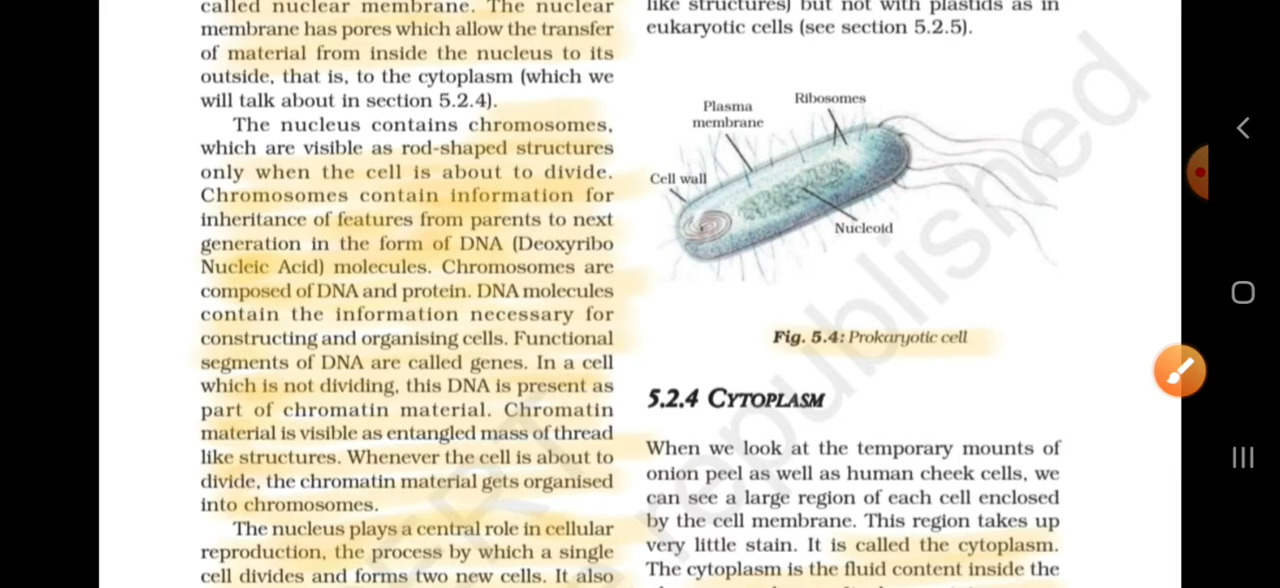 called nuclear membrane. The nuclear
membrane has pores which allow the transfer
of material from inside the nucleus to its
outside, that is, to the cytoplasm (which we
will talk about in section 5.2.4).
The nucleus contains chromosomes,
which are visible as rod-shaped structures
only when the cell is about to divide.
Chromosomes contain information for
inheritance of features from parents to next
generation in the form of DNA (Deoxyribo
Nucleic Acid) molecules. Chromosomes are
composed of DNA and protein. DNA molecules
contain the information necessary for
constructing and organising cells. Functional
segments of DNA are called genes. In a cell
which is not dividing, this DNA is present as
part of chromatin material. Chromatin
material is visible as entangled mass of thread
like structures. Whenever the cell is about to
divide, the chromatin material gets organised
into chromosomes.
The nucleus plays a central role in cellular
reproduction, the process by which a single
cell divides and forms two new cells. It also
like structures) but not with plastids as in
eukaryotic cells (see section 5.2.5).
Plasma
membrane
Ribosomes
Cell wall
Nucleoid
Fig. 5.4: Prokaryotic cell
5.2.4 CYTOPLASM
When we look at the temporary mounts of
onion peel as well as human cheek cells, we
can see a large region of each cell enclosed
by the cell membrane. This region takes up
very little stain. It is called the cytoplasm.
The cytoplasm is the fluid content inside the
republished